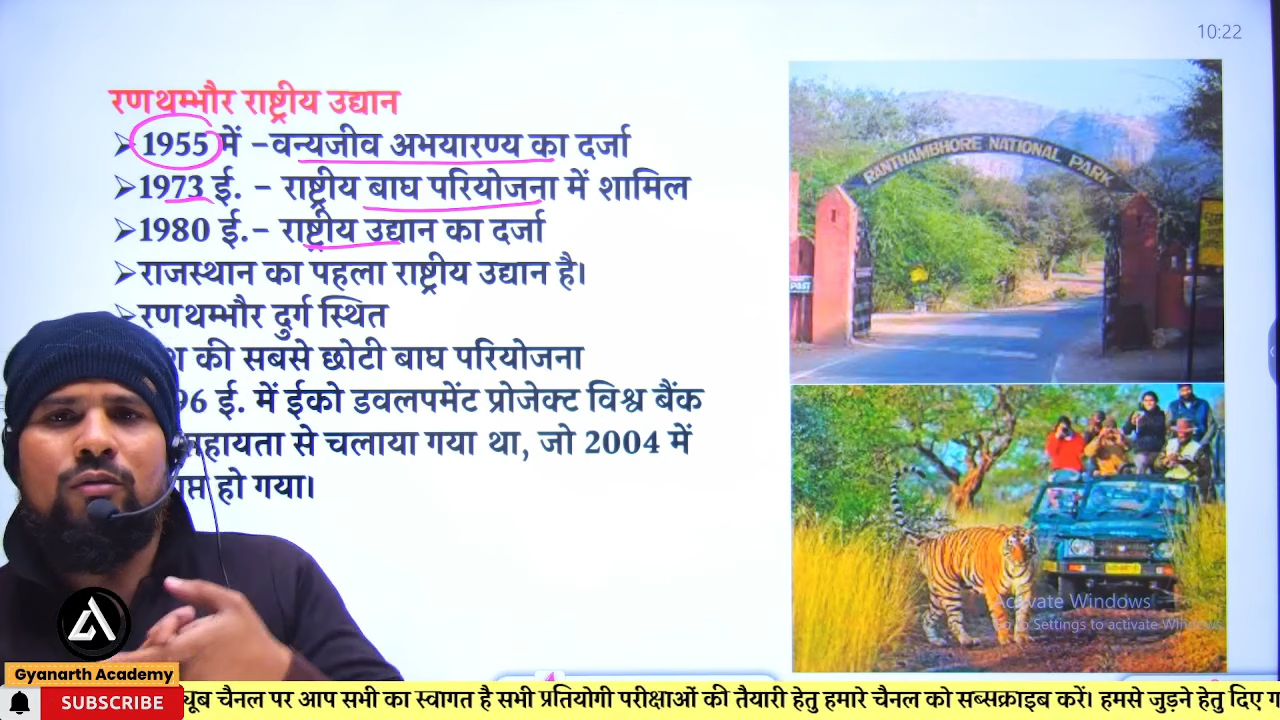 10:22
रणथम्भौर राष्ट्रीय उद्यान
➢1955 में -वन्यजीव अभयारण्य का दर्जा
➢1973 ई. - राष्ट्रीय बाघ परियोजना में शामिल
➢1980 ई.- राष्ट्रीय उद्यान का दर्जा
➢राजस्थान का पहला राष्ट्रीय उद्यान है।
➢रणथम्भौर दुर्ग स्थित
की सबसे छोटी बाघ परियोजना
96 ई. में ईको डवलपमेंट प्रोजेक्ट विश्व बैंक
सहायता से चलाया गया था, जो 2004 में
हो गया।
RANTHAMBHORE NATIONAL PARK
POST
Activate Windows
Go to Settings to activate Windows.
Gyanarth Academy
SUBSCRIBE
चैनल पर आप सभी का स्वागत है सभी प्रतियोगी परीक्षाओं की तैयारी हेतु हमारे चैनल को सब्सक्राइब करें। हमसे जुड़ने हेतु दिए